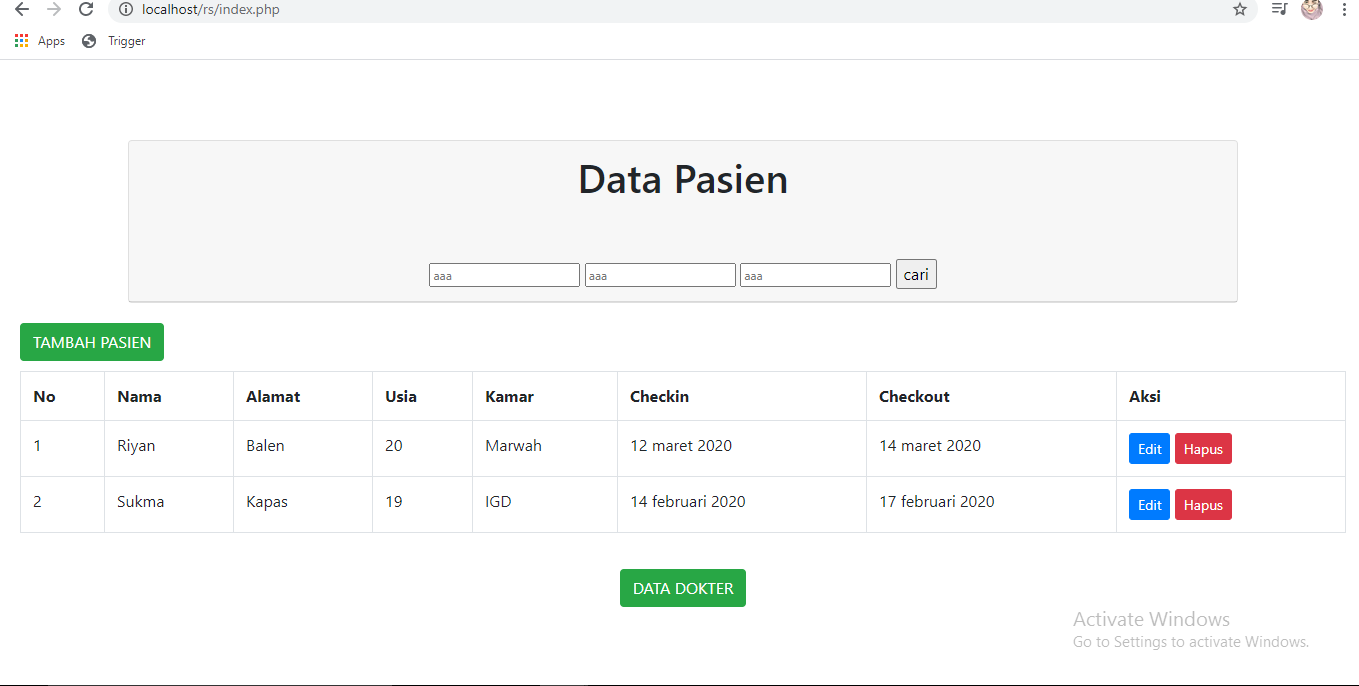 localhost/rs/index.php
Apps Trigger
Data Pasien
aaa aaa aaa cari
TAMBAH PASIEN
No Nama Alamat Usia Kamar Checkin Checkout Aksi
1 Riyan Balen 20 Marwah 12 maret 2020 14 maret 2020 Edit Hapus
2 Sukma Kapas 19 IGD 14 februari 2020 17 februari 2020 Edit Hapus
DATA DOKTER
Activate Windows
Go to Settings to activate Windows.